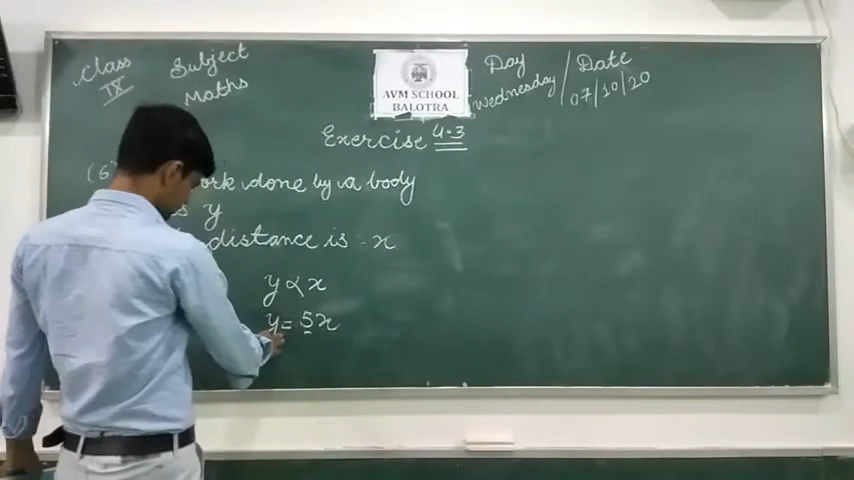 Class Subject
IX Maths
AVM SCHOOL
BALOTRA
Day / Date
Wednesday 07/10/20
Exercise 4.3
(6) done by a body
y
distance is - x
y ∝ x
y = 5x